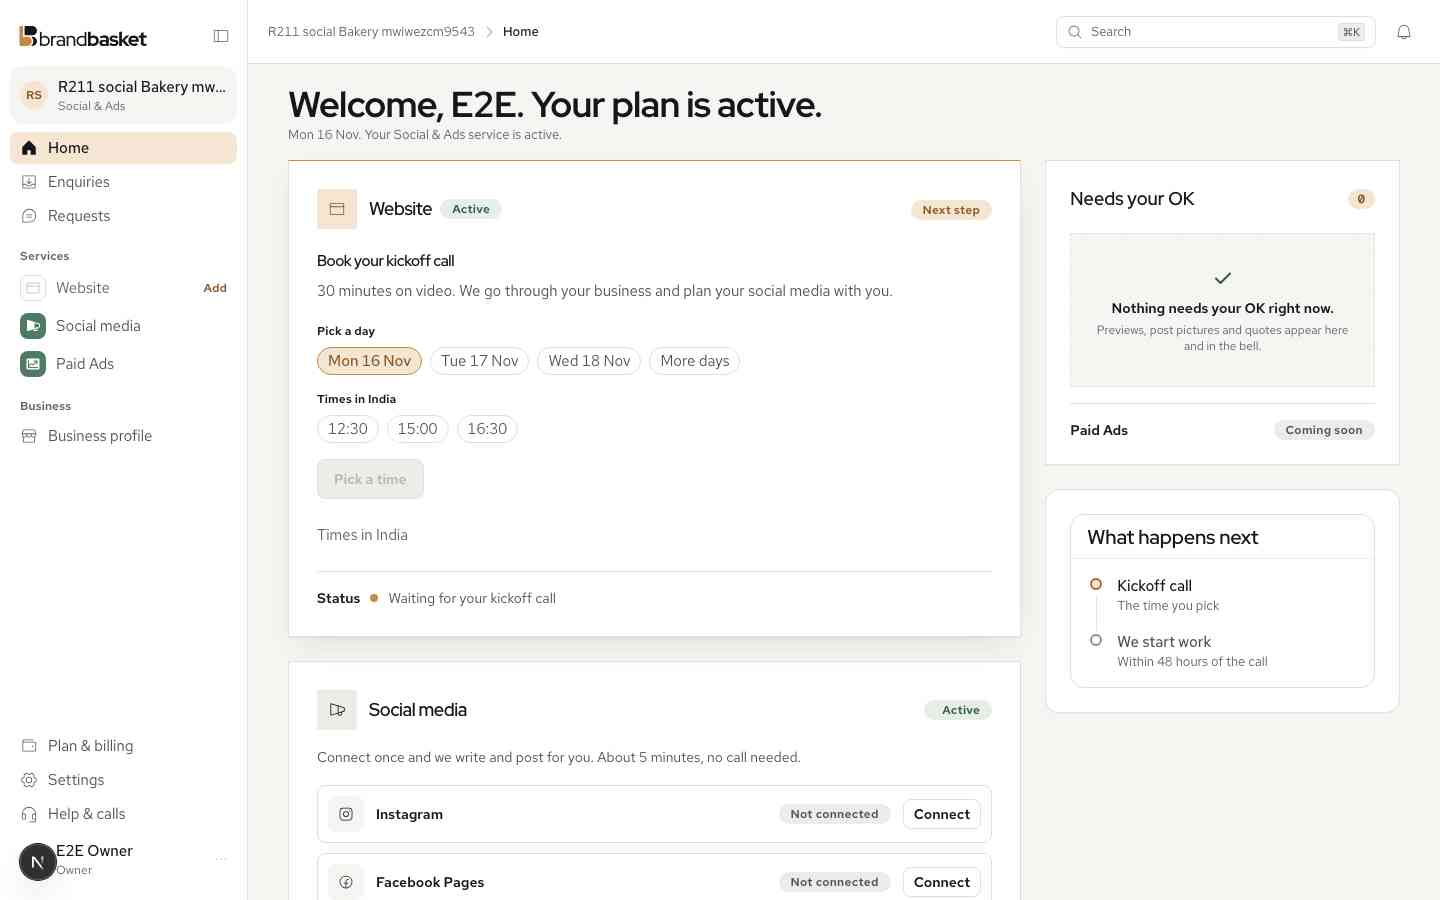 brandbasket
RS
R211 social Bakery mw...
Social & Ads
Home
Enquiries
Requests
Services
Website
Add
Social media
Paid Ads
Business
Business profile
Plan & billing
Settings
Help & calls
N
E2E Owner
Owner
R211 social Bakery mwiwezcm9543
Home
Search
⌘K
Welcome, E2E. Your plan is active.
Mon 16 Nov. Your Social & Ads service is active.
Website
Active
Next step
Book your kickoff call
30 minutes on video. We go through your business and plan your social media with you.
Pick a day
Mon 16 Nov
Tue 17 Nov
Wed 18 Nov
More days
Times in India
12:30
15:00
16:30
Pick a time
Times in India
Status
Waiting for your kickoff call
Social media
Active
Connect once and we write and post for you. About 5 minutes, no call needed.
Instagram
Not connected
Connect
Facebook Pages
Not connected
Connect
Needs your OK
0
Nothing needs your OK right now.
Previews, post pictures and quotes appear here
and in the bell.
Paid Ads
Coming soon
What happens next
Kickoff call
The time you pick
We start work
Within 48 hours of the call